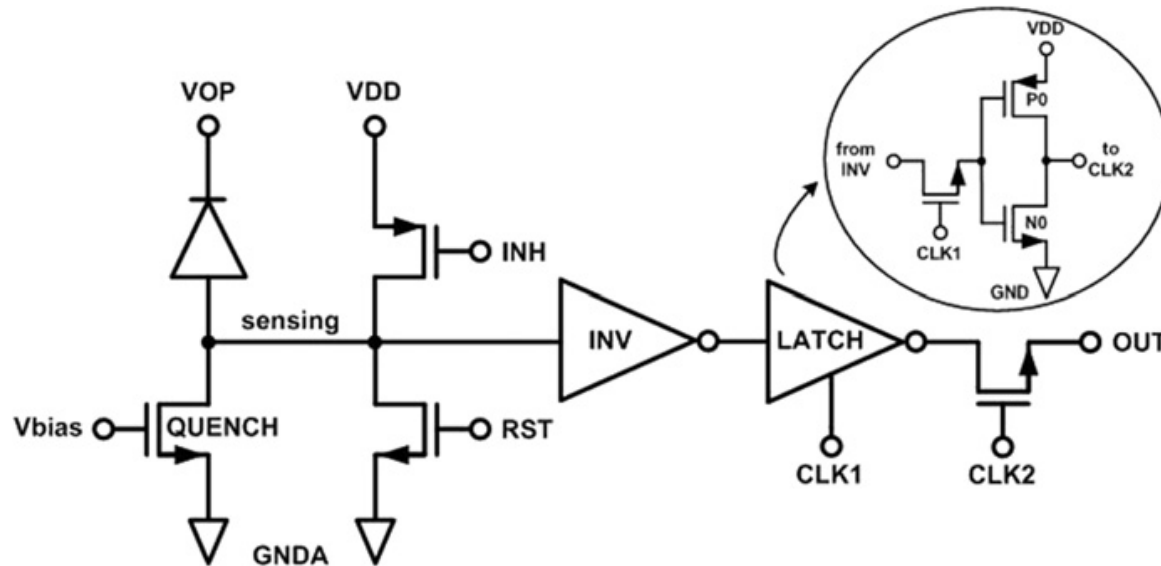 VDD
VOP
VDD
P0
from
INV
to
CLK2
N0
CLK1
GND
INH
sensing
INV
LATCH
OUT
Vbias
QUENCH
RST
CLK1
CLK2
GNDA